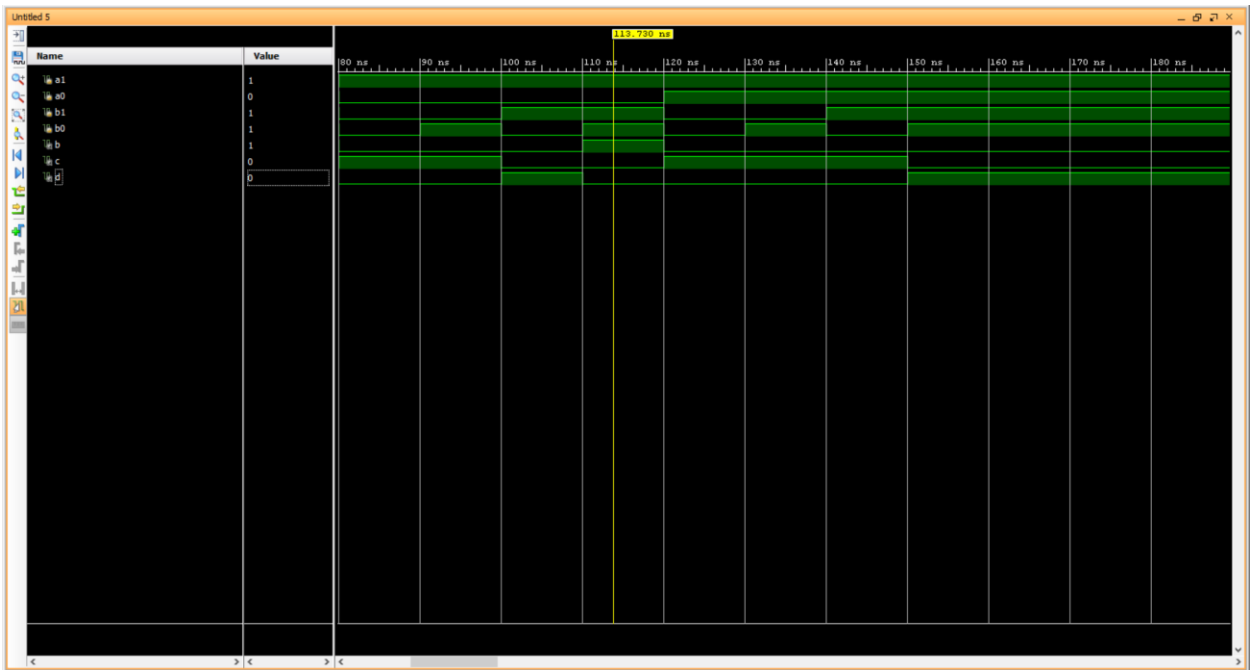 Untitled 5
113.730 ns
Name Value
80 ns 90 ns 100 ns 110 ns 120 ns 130 ns 140 ns 150 ns 160 ns 170 ns 180 ns
a1 1
a0 0
b1 1
b0 1
b 1
c 0
d 0